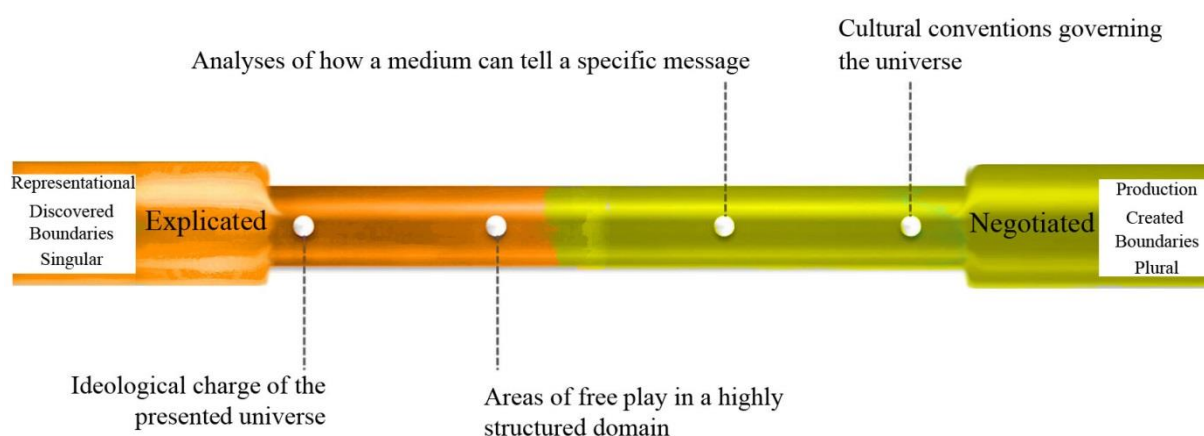 Cultural conventions governing
the universe
Analyses of how a medium can tell a specific message
Representational
Discovered
Boundaries
Singular
Explicated
Negotiated
Production
Created
Boundaries
Plural
Ideological charge of the
presented universe
Areas of free play in a highly
structured domain